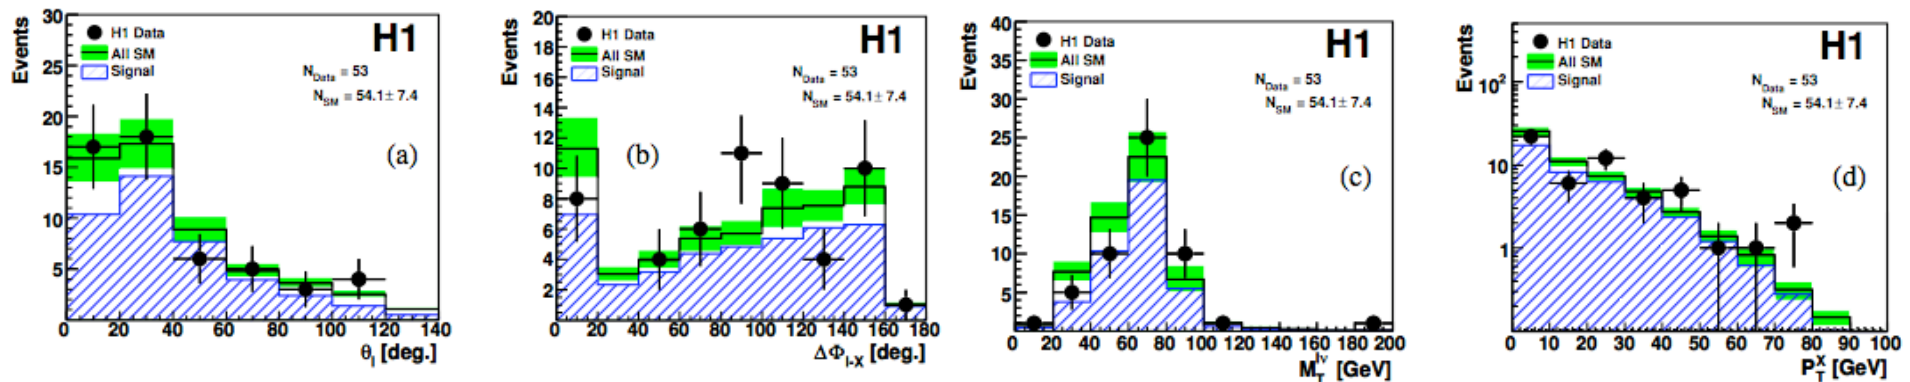 30
25
20
15
10
5
Events
H1 Data
All SM
Signal
H1
N_Data = 53
N_SM = 54.1± 7.4
(a)
0 20 40 60 80 100 120 140
θ_l [deg.]
20
18
16
14
12
10
8
6
4
2
Events
H1 Data
All SM
Signal
H1
N_Data = 53
N_SM = 54.1± 7.4
(b)
0 20 40 60 80 100 120 140 160 180
ΔΦ_l-X [deg.]
40
35
30
25
20
15
10
5
Events
H1 Data
All SM
Signal
H1
N_Data = 53
N_SM = 54.1± 7.4
(c)
0 20 40 60 80 100 120 140 160 180 200
M_T^lν [GeV]
10²
10
1
Events
H1 Data
All SM
Signal
H1
N_Data = 53
N_SM = 54.1± 7.4
(d)
0 10 20 30 40 50 60 70 80 90 100
P_T^X [GeV]